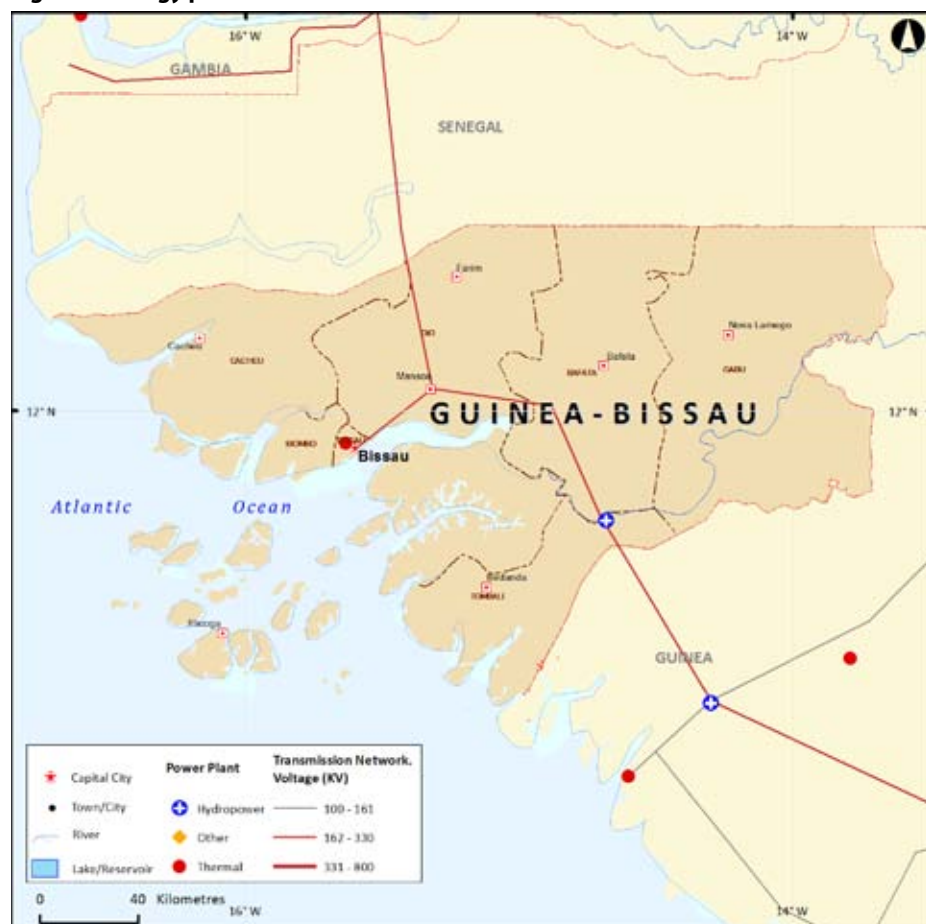 16° W
14° W
GAMBIA
SENEGAL
Farim
OIO
Nova Lamego
Cacheu
CACHEU
Bafata
BAFATA
GABU
Mansoa
12° N
GUINEA-BISSAU
12° N
BIOMBO
Bissau
Atlantic Ocean
TOMBALI
GUINEA
Capital City
Town/City
River
Lake/Reservoir
Power Plant
Hydropower
Other
Thermal
Transmission Network.
Voltage (KV)
100 - 161
162 - 330
331 - 800
0 40 Kilometres
16° W
14° W